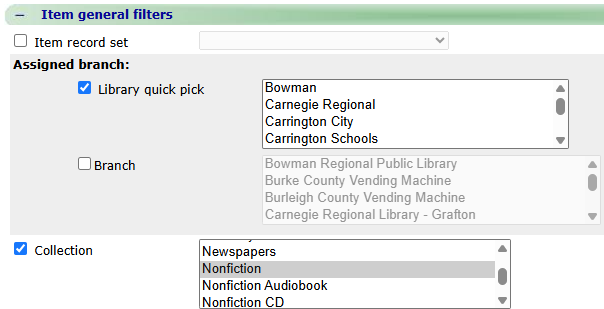 − Item general filters
Item record set
Assigned branch:
Library quick pick
Bowman
Carnegie Regional
Carrington City
Carrington Schools
Branch
Bowman Regional Public Library
Burke County Vending Machine
Burleigh County Vending Machine
Carnegie Regional Library - Grafton
Collection
Newspapers
Nonfiction
Nonfiction Audiobook
Nonfiction CD